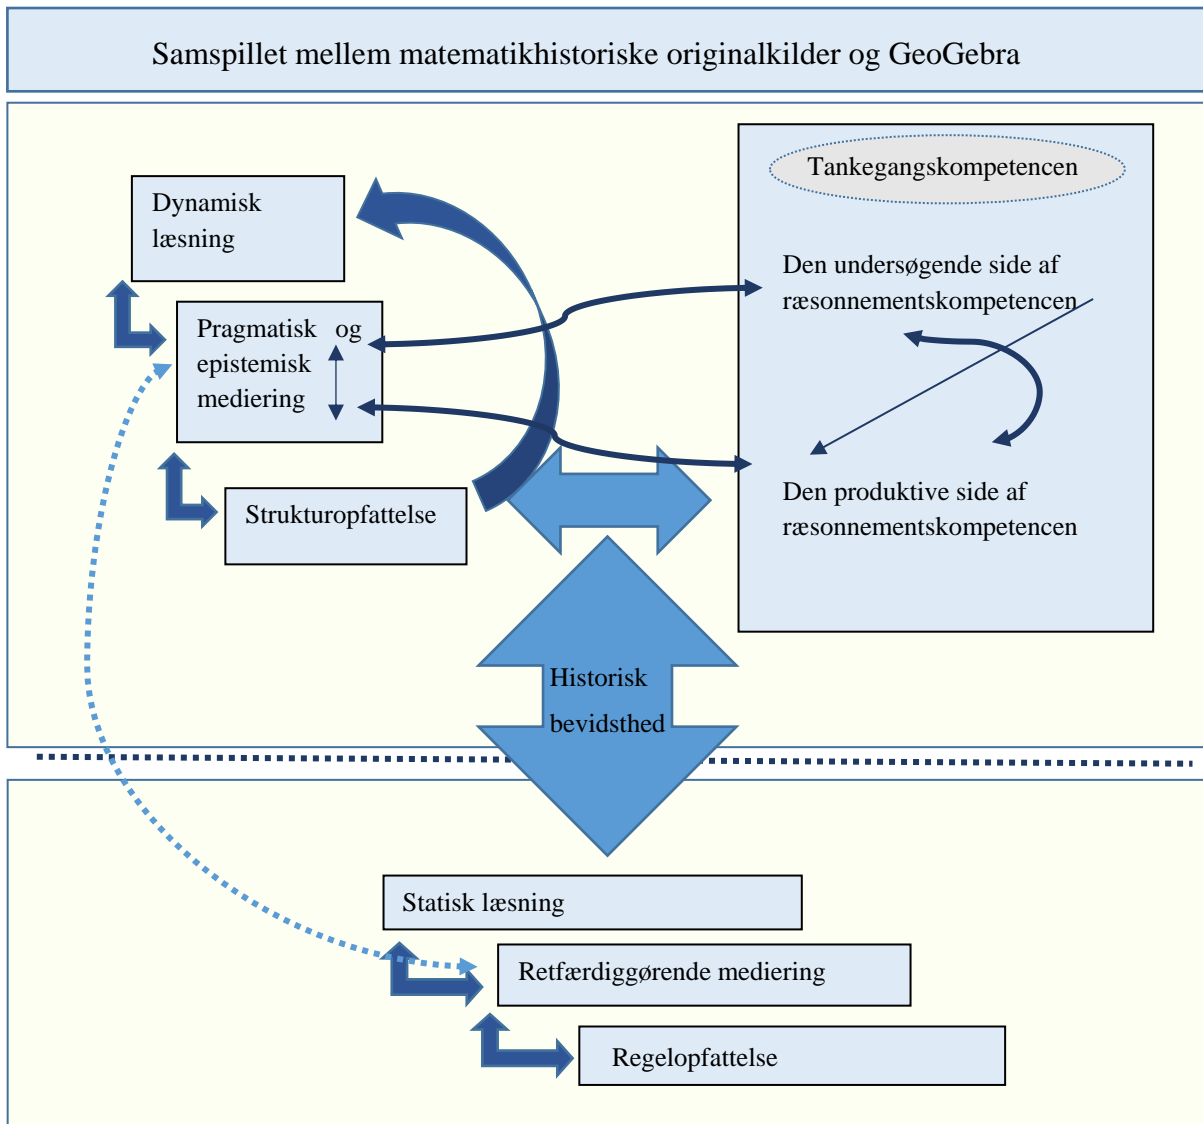 Samspillet mellem matematikhistoriske originalkilder og GeoGebra
Dynamisk
læsning
Pragmatisk og
epistemisk
mediering
Strukturopfattelse
Tankegangskompetencen
Den undersøgende side af
ræsonnementskompetencen
Den produktive side af
ræsonnementskompetencen
Historisk
bevidsthed
Statisk læsning
Retfærdiggørende mediering
Regelopfattelse